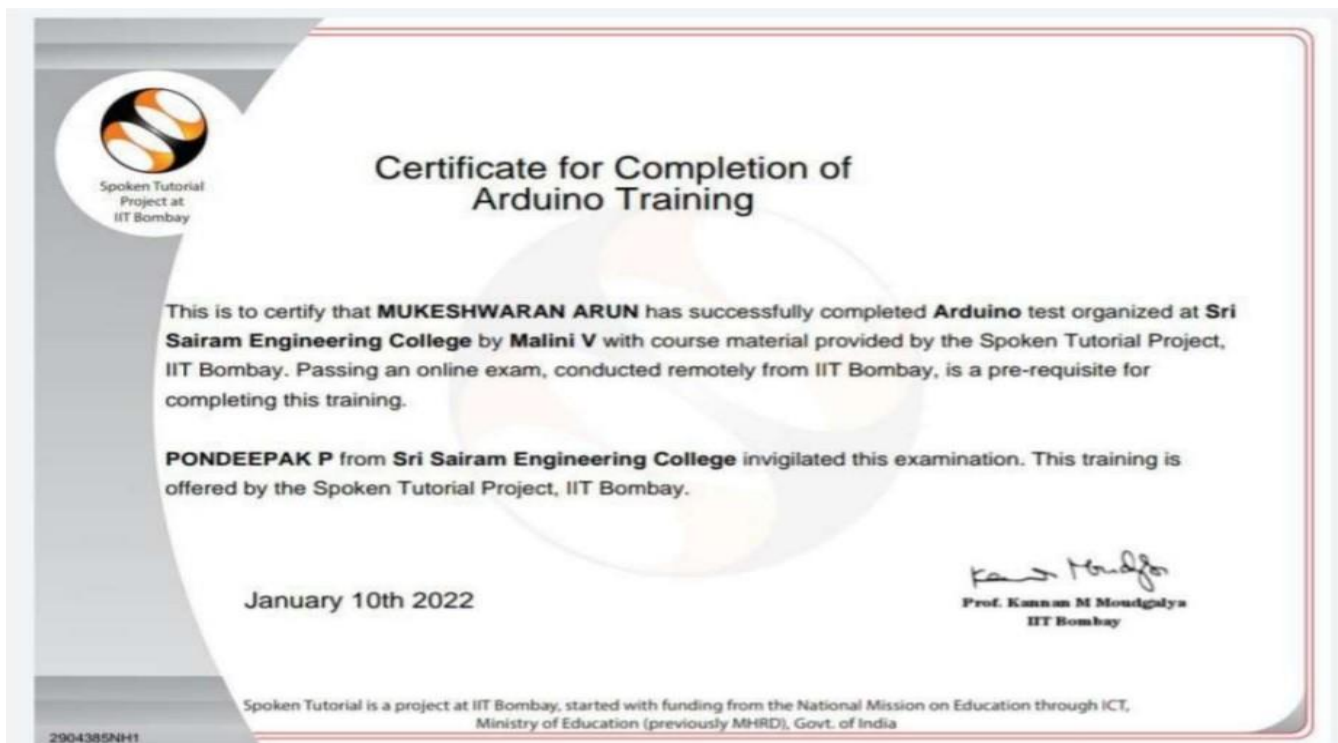 Spoken Tutorial
Project at
IIT Bombay
Certificate for Completion of
Arduino Training
This is to certify that MUKESHWARAN ARUN has successfully completed Arduino test organized at Sri
Sairam Engineering College by Malini V with course material provided by the Spoken Tutorial Project,
IIT Bombay. Passing an online exam, conducted remotely from IIT Bombay, is a pre-requisite for
completing this training.
PONDEEPAK P from Sri Sairam Engineering College invigilated this examination. This training is
offered by the Spoken Tutorial Project, IIT Bombay.
January 10th 2022
Prof. Kannan M Moudgalya
IIT Bombay
Spoken Tutorial is a project at IIT Bombay, started with funding from the National Mission on Education through ICT,
Ministry of Education (previously MHRD), Govt. of India
2904385NH1